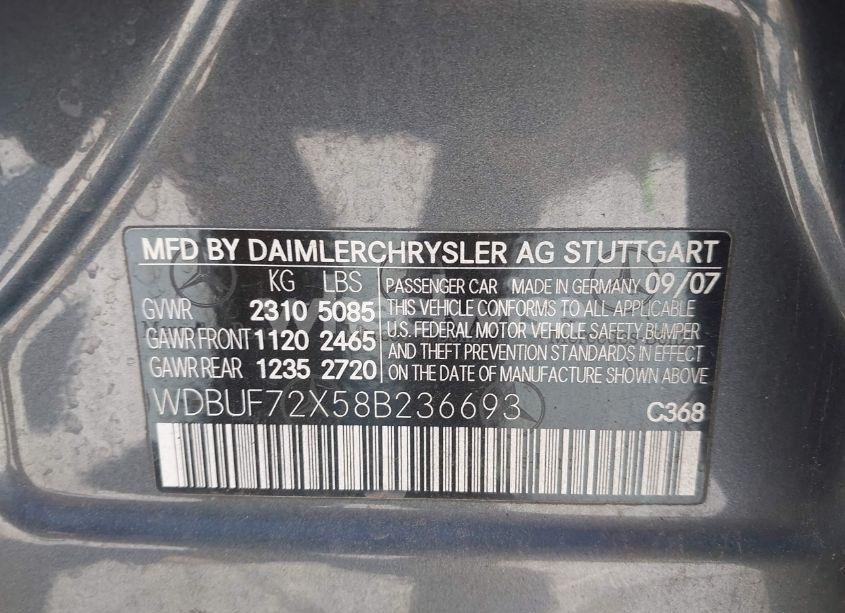 MFD BY DAIMLERCHRYSLER AG STUTTGART
KG LBS
GVWR 2310 5085
GAWR FRONT 1120 2465
GAWR REAR 1235 2720
PASSENGER CAR MADE IN GERMANY 09/07
THIS VEHICLE CONFORMS TO ALL APPLICABLE
U.S. FEDERAL MOTOR VEHICLE SAFETY, BUMPER
AND THEFT PREVENTION STANDARDS IN EFFECT
ON THE DATE OF MANUFACTURE SHOWN ABOVE
WDBUF72X58B236693 C368